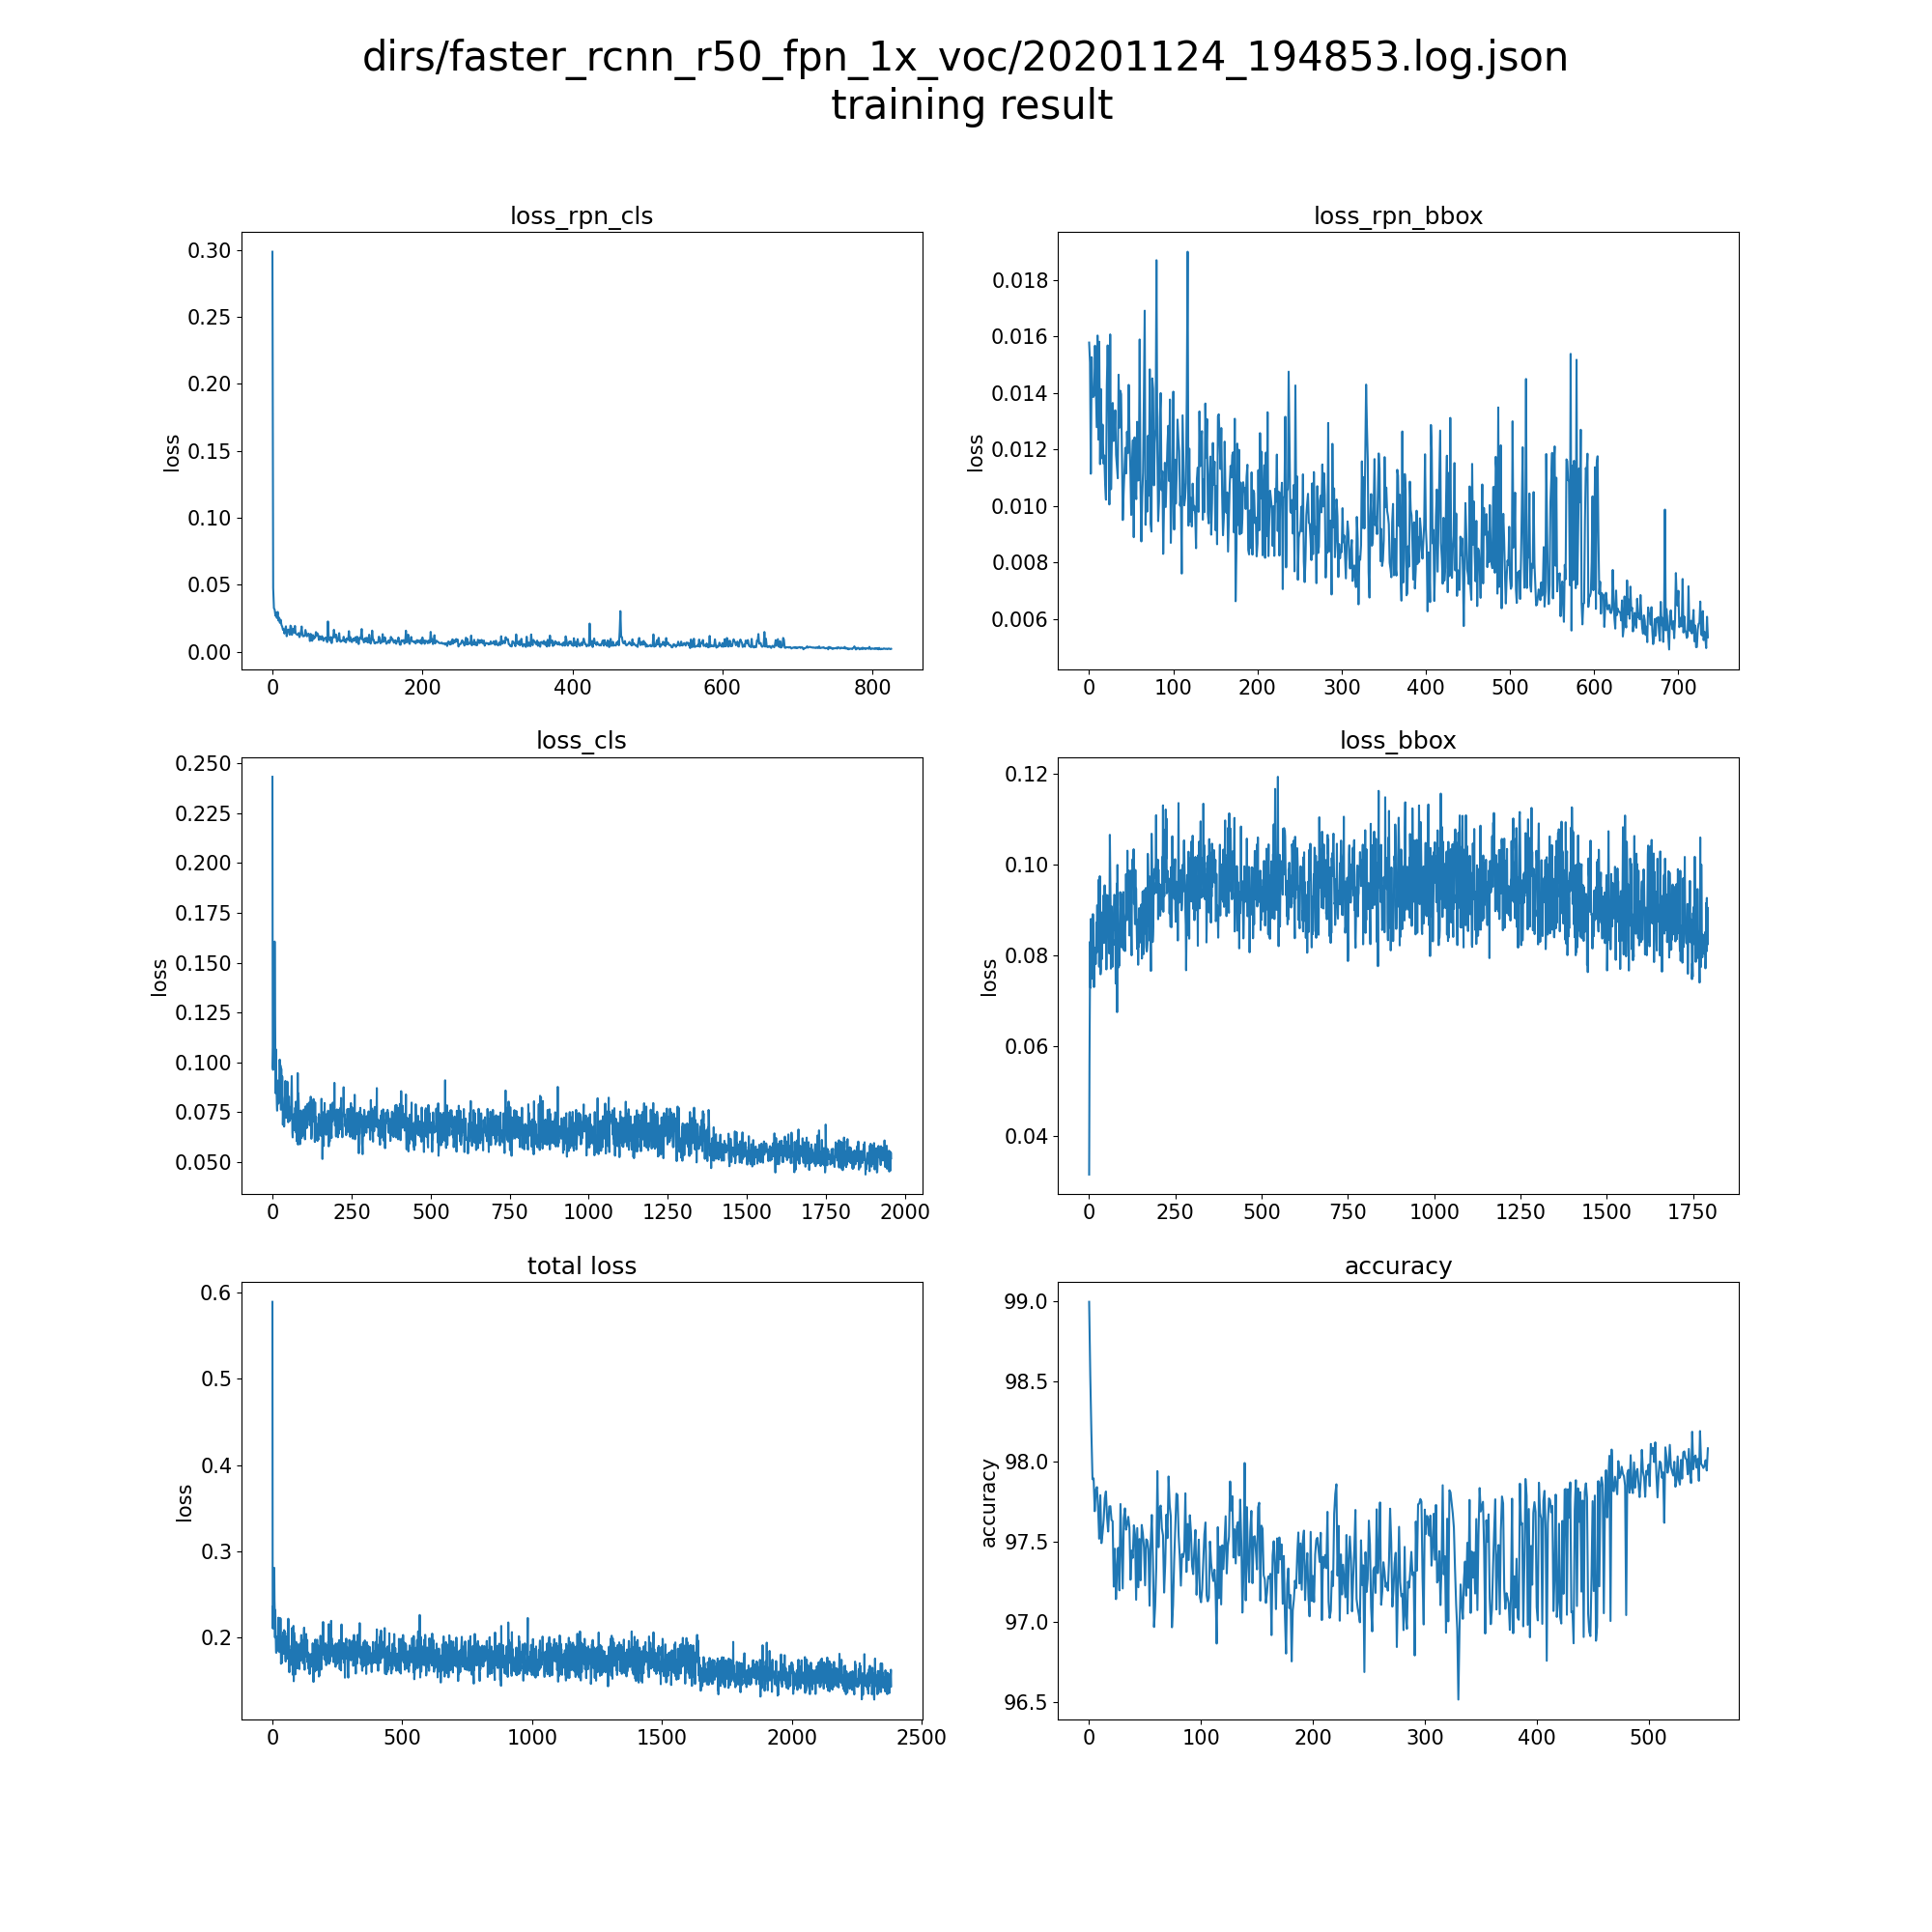 dirs/faster_rcnn_r50_fpn_1x_voc/20201124_194853.log.json
training result
loss_rpn_cls
0.30
0.25
0.20
0.15
0.10
0.05
0.00
loss
0 200 400 600 800
loss_rpn_bbox
0.018
0.016
0.014
0.012
0.010
0.008
0.006
loss
0 100 200 300 400 500 600 700
loss_cls
0.250
0.225
0.200
0.175
0.150
0.125
0.100
0.075
0.050
loss
0 250 500 750 1000 1250 1500 1750 2000
loss_bbox
0.12
0.10
0.08
0.06
0.04
loss
0 250 500 750 1000 1250 1500 1750
total loss
0.6
0.5
0.4
0.3
0.2
loss
0 500 1000 1500 2000 2500
accuracy
99.0
98.5
98.0
97.5
97.0
96.5
accuracy
0 100 200 300 400 500